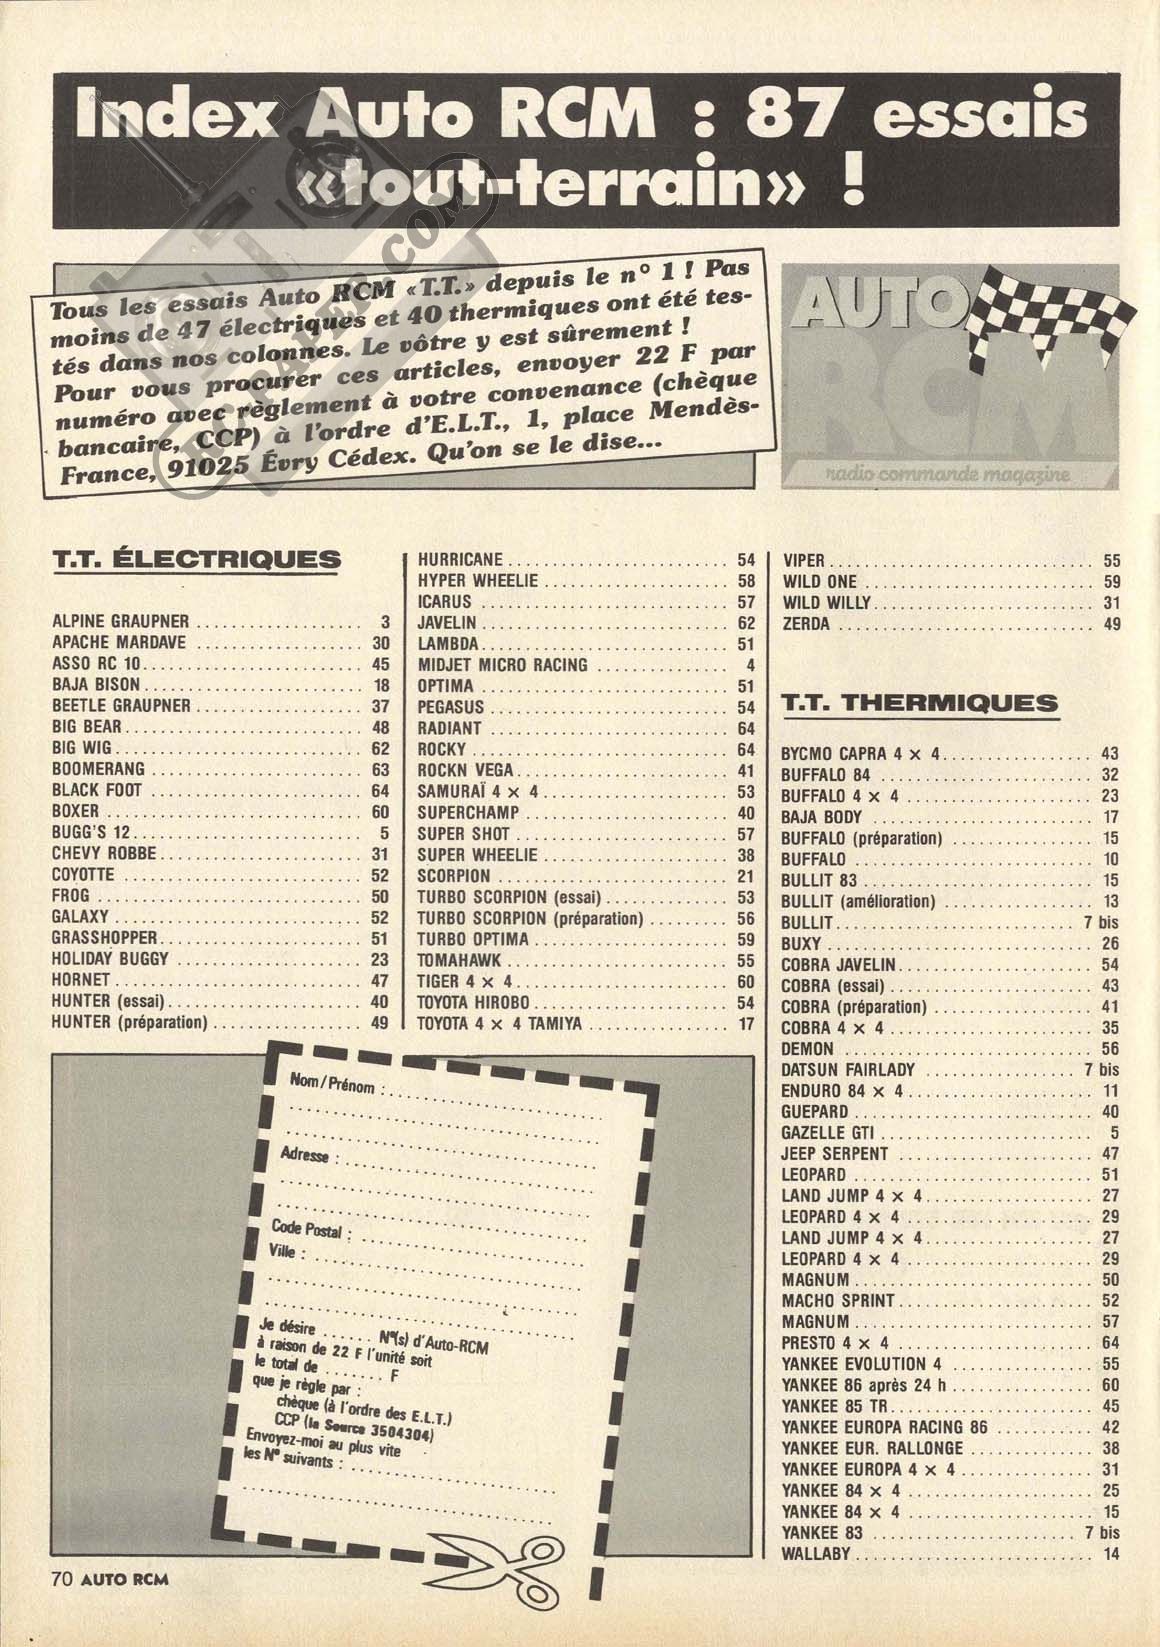 Index Auto RCM : 87 essais
«tout-terrain» !
Tous les essais Auto RCM «T.T.» depuis le n° 1 ! Pas
moins de 47 électriques et 40 thermiques ont été tes-
tés dans nos colonnes. Le vôtre y est sûrement !
Pour vous procurer ces articles, envoyer 22 F par
numéro avec règlement à votre convenance (chèque
bancaire, CCP) à l'ordre d'E.L.T., 1, place Mendès-
France, 91025 Évry Cédex. Qu'on se le dise...
AUTO
RCM
radio commande magazine
T.T. ÉLECTRIQUES
ALPINE GRAUPNER .................... 3
APACHE MARDAVE .................... 30
ASSO RC 10.................... 45
BAJA BISON.................... 18
BEETLE GRAUPNER .................... 37
BIG BEAR.................... 48
BIG WIG.................... 62
BOOMERANG .................... 63
BLACK FOOT .................... 64
BOXER .................... 60
BUGG'S 12.................... 5
CHEVY ROBBE.................... 31
COYOTTE .................... 52
FROG .................... 50
GALAXY .................... 52
GRASSHOPPER.................... 51
HOLIDAY BUGGY .................... 23
HORNET .................... 47
HUNTER (essai).................... 40
HUNTER (préparation) .................... 49
HURRICANE .................... 54
HYPER WHEELIE .................... 58
ICARUS .................... 57
JAVELIN .................... 62
LAMBDA.................... 51
MIDJET MICRO RACING .................... 4
OPTIMA .................... 51
PEGASUS .................... 54
RADIANT .................... 64
ROCKY .................... 64
ROCKN VEGA.................... 41
SAMURAÏ 4 × 4 .................... 53
SUPERCHAMP .................... 40
SUPER SHOT .................... 57
SUPER WHEELIE .................... 38
SCORPION .................... 21
TURBO SCORPION (essai) .................... 53
TURBO SCORPION (préparation) .................... 56
TURBO OPTIMA .................... 59
TOMAHAWK .................... 55
TIGER 4 × 4.................... 60
TOYOTA HIROBO .................... 54
TOYOTA 4 × 4 TAMIYA .................... 17
VIPER.................... 55
WILD ONE .................... 59
WILD WILLY.................... 31
ZERDA .................... 49
T.T. THERMIQUES
BYCMO CAPRA 4 × 4.................... 43
BUFFALO 84 .................... 32
BUFFALO 4 × 4 .................... 23
BAJA BODY .................... 17
BUFFALO (préparation) .................... 15
BUFFALO .................... 10
BULLIT 83 .................... 15
BULLIT (amélioration) .................... 13
BULLIT.................... 7 bis
BUXY .................... 26
COBRA JAVELIN.................... 54
COBRA (essai) .................... 43
COBRA (préparation) .................... 41
COBRA 4 × 4 .................... 35
DEMON .................... 56
DATSUN FAIRLADY .................... 7 bis
ENDURO 84 × 4 .................... 11
GUEPARD .................... 40
GAZELLE GTI .................... 5
JEEP SERPENT .................... 47
LEOPARD .................... 51
LAND JUMP 4 × 4.................... 27
LEOPARD 4 × 4 .................... 29
LAND JUMP 4 × 4.................... 27
LEOPARD 4 × 4 .................... 29
MAGNUM .................... 50
MACHO SPRINT.................... 52
MAGNUM .................... 57
PRESTO 4 × 4 .................... 64
YANKEE EVOLUTION 4 .................... 55
YANKEE 86 après 24 h .................... 60
YANKEE 85 TR.................... 45
YANKEE EUROPA RACING 86 .................... 42
YANKEE EUR. RALLONGE .................... 38
YANKEE EUROPA 4 × 4 .................... 31
YANKEE 84 × 4 .................... 25
YANKEE 84 × 4 .................... 15
YANKEE 83 .................... 7 bis
WALLABY .................... 14
Nom/Prénom : ....................
Adresse : ....................
Code Postal : ....................
Ville : ....................
Je désire ...... N°(s) d'Auto-RCM
à raison de 22 F l'unité soit
le total de ........ F
que je règle par :
chèque (à l'ordre des E.L.T.)
CCP (la Source 3504304)
Envoyez-moi au plus vite
les N° suivants : ....................
70 AUTO RCM
RC-PAPER.COM